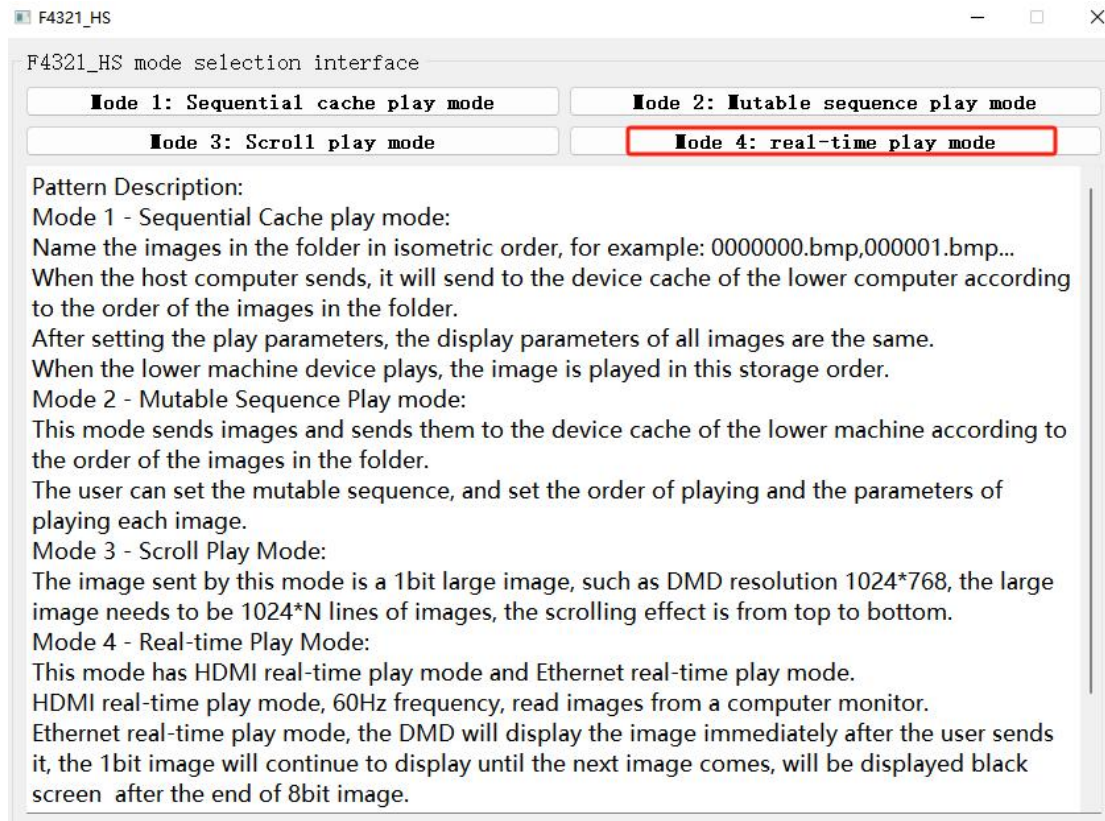 F4321_HS
F4321_HS mode selection interface
Mode 1: Sequential cache play mode
Mode 2: Mutable sequence play mode
Mode 3: Scroll play mode
Mode 4: real-time play mode
Pattern Description:
Mode 1 - Sequential Cache play mode:
Name the images in the folder in isometric order, for example: 0000000.bmp,000001.bmp...
When the host computer sends, it will send to the device cache of the lower computer according
to the order of the images in the folder.
After setting the play parameters, the display parameters of all images are the same.
When the lower machine device plays, the image is played in this storage order.
Mode 2 - Mutable Sequence Play mode:
This mode sends images and sends them to the device cache of the lower machine according to
the order of the images in the folder.
The user can set the mutable sequence, and set the order of playing and the parameters of
playing each image.
Mode 3 - Scroll Play Mode:
The image sent by this mode is a 1bit large image, such as DMD resolution 1024*768, the large
image needs to be 1024*N lines of images, the scrolling effect is from top to bottom.
Mode 4 - Real-time Play Mode:
This mode has HDMI real-time play mode and Ethernet real-time play mode.
HDMI real-time play mode, 60Hz frequency, read images from a computer monitor.
Ethernet real-time play mode, the DMD will display the image immediately after the user sends
it, the 1bit image will continue to display until the next image comes, will be displayed black
screen  after the end of 8bit image.